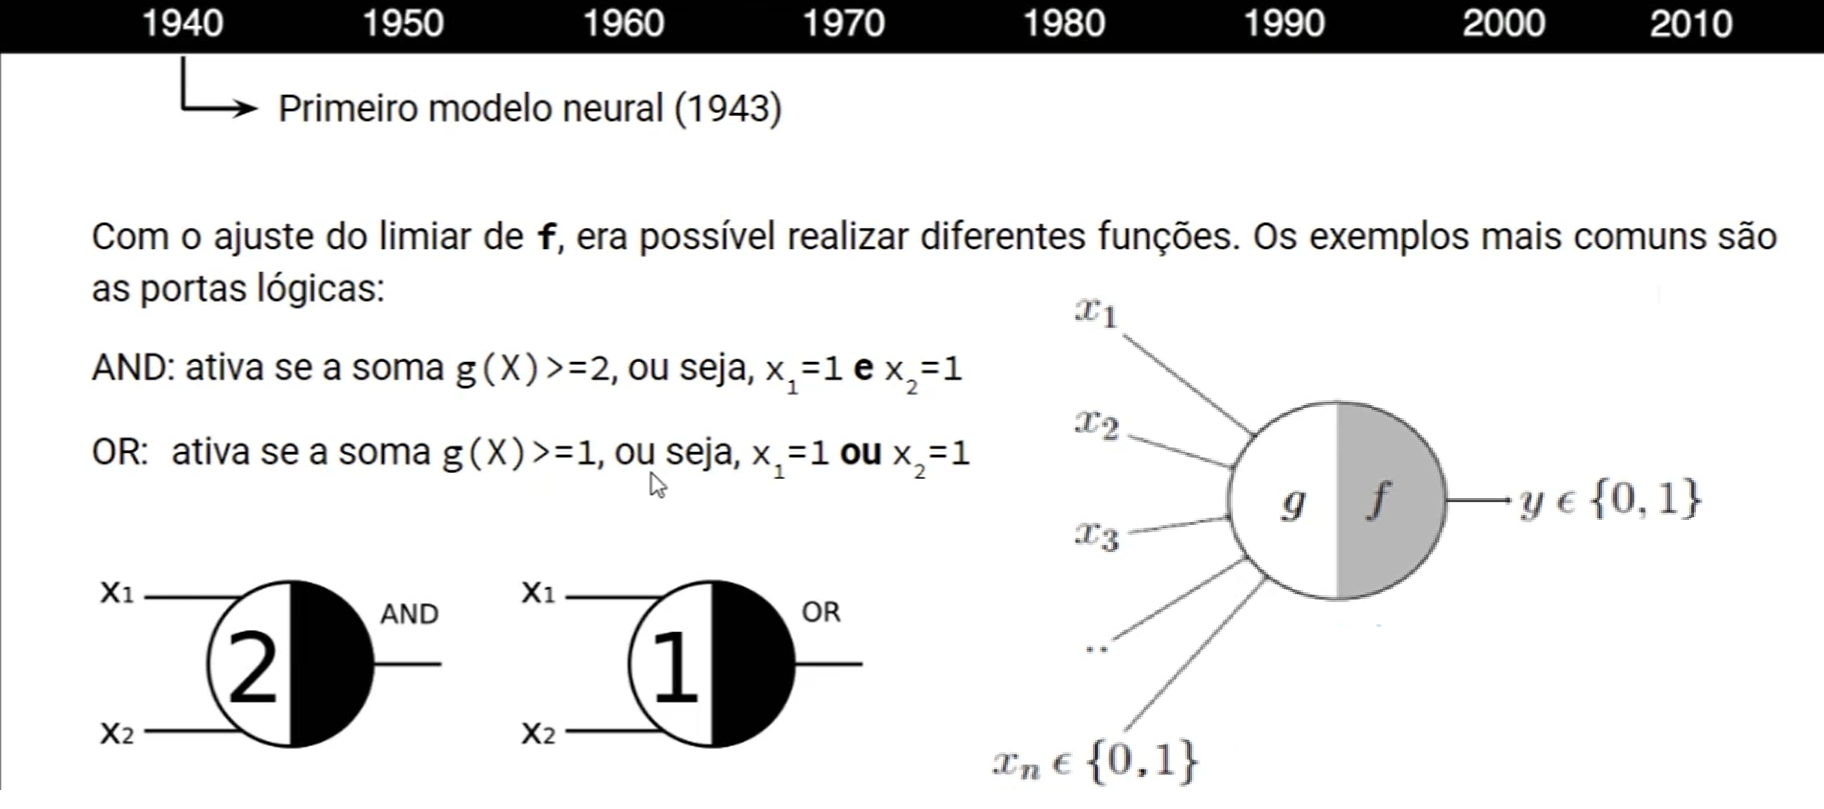 1940 1950 1960 1970 1980 1990 2000 2010
Primeiro modelo neural (1943)
Com o ajuste do limiar de f, era possível realizar diferentes funções. Os exemplos mais comuns são
as portas lógicas:
AND: ativa se a soma g(X)>=2, ou seja, x₁=1 e x₂=1
OR: ativa se a soma g(X)>=1, ou seja, x₁=1 ou x₂=1
X1
2
AND
X2
X1
1
OR
X2
x₁
x₂
x₃
..
xₙ ϵ {0,1}
g
f
y ϵ {0,1}